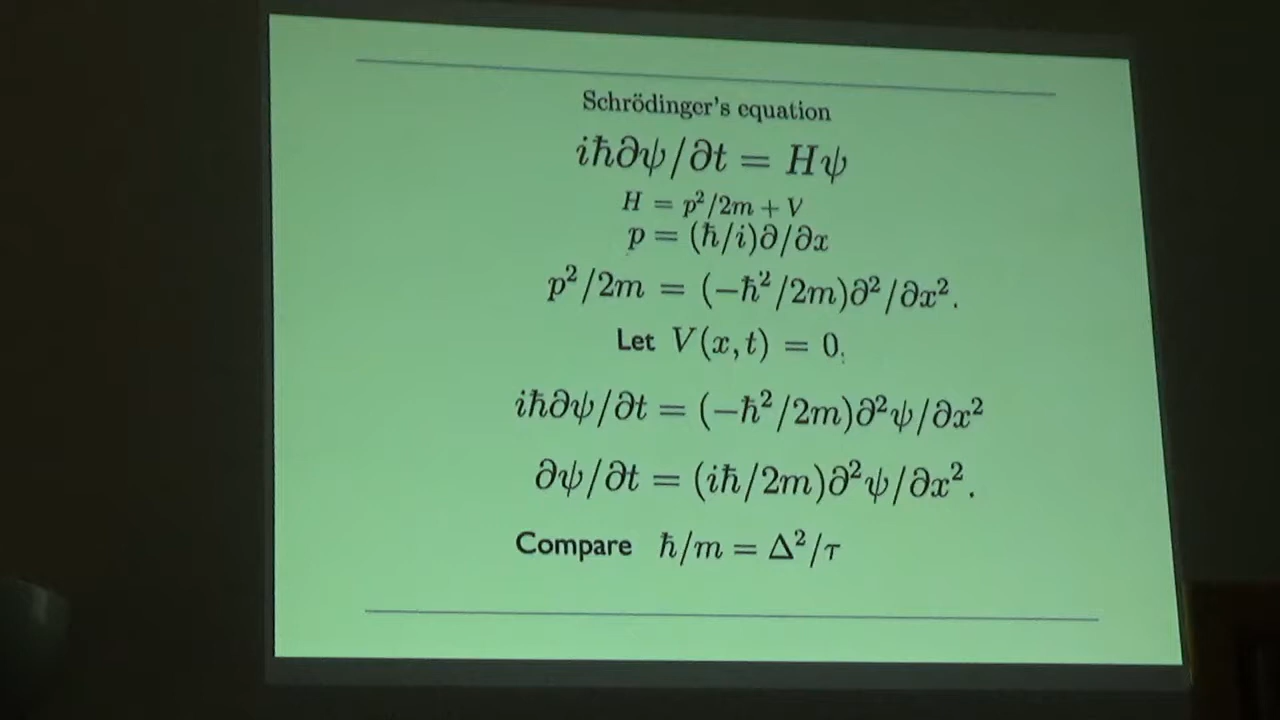 Schrödinger's equation
iħ∂ψ/∂t = Hψ
H = p²/2m + V
p = (ħ/i)∂/∂x
p²/2m = (−ħ²/2m)∂²/∂x².
Let V(x, t) = 0.
iħ∂ψ/∂t = (−ħ²/2m)∂²ψ/∂x²
∂ψ/∂t = (iħ/2m)∂²ψ/∂x².
Compare ħ/m = Δ²/τ